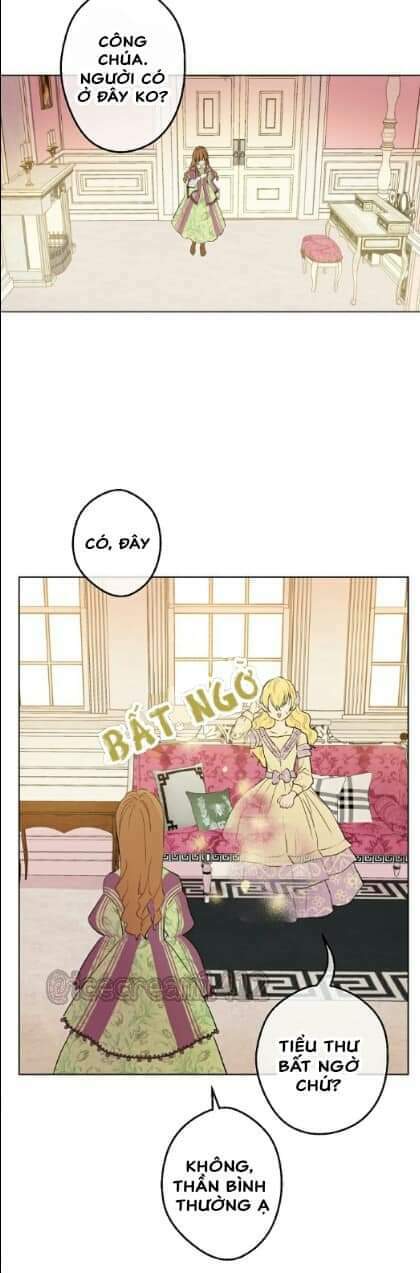 CÔNG
CHÚA.
NGƯỜI CÓ
Ở ĐÂY KO?
CÓ, ĐÂY
BẤT NGỜ
TIỂU THƯ
BẤT NGỜ
CHỨ?
KHÔNG,
THẦN BÌNH
THƯỜNG Ạ